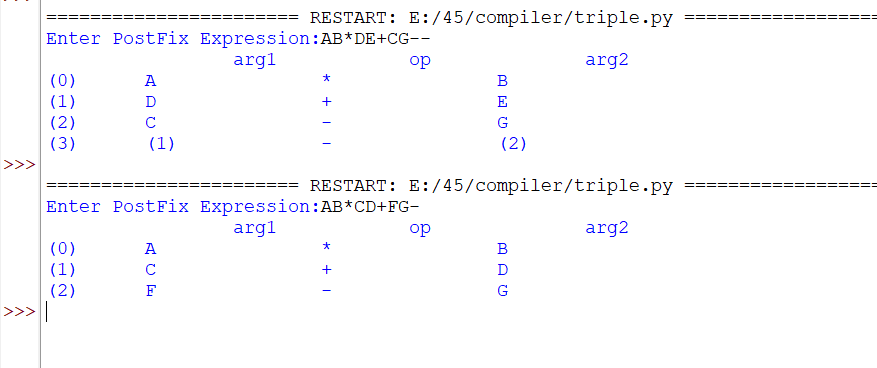 >>>
======================= RESTART: E:/45/compiler/triple.py ==================
Enter PostFix Expression:AB*DE+CG--
arg1 op arg2
(0) A * B
(1) D + E
(2) C - G
(3) (1) - (2)
>>>
======================= RESTART: E:/45/compiler/triple.py ==================
Enter PostFix Expression:AB*CD+FG-
arg1 op arg2
(0) A * B
(1) C + D
(2) F - G
>>>